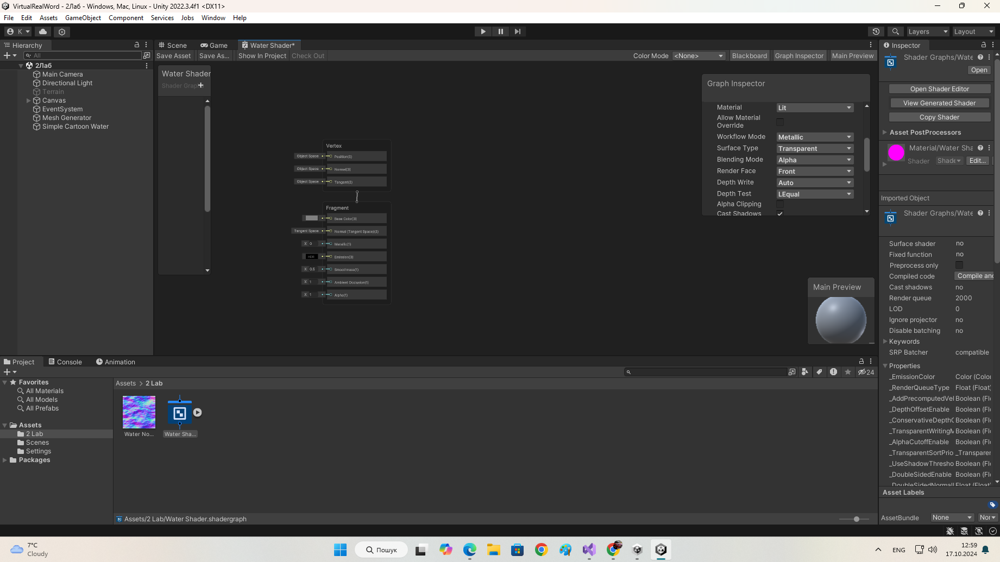 VirtualRealWord - 2Лаб - Windows, Mac, Linux - Unity 2022.3.4f1 <DX11>
File Edit Assets GameObject Component Services Jobs Window Help
K Layers Layout
Hierarchy
All
2Лаб
Main Camera
Directional Light
Terrain
Canvas
EventSystem
Mesh Generator
Simple Cartoon Water
Scene Game Water Shader*
Save Asset Save As... Show In Project Check Out Color Mode <None> Blackboard Graph Inspector Main Preview
Water Shader
Shader Grap
Vertex
Object Space Position(3)
Object Space Normal(3)
Object Space Tangent(3)
Fragment
Base Color(3)
Tangent Space Normal (Tangent Space)(3)
X 0 Metallic(1)
HDR Emission(3)
X 0.5 Smoothness(1)
X 1 Ambient Occlusion(1)
X 1 Alpha(1)
Graph Inspector
Material Lit
Allow Material
Override
Workflow Mode Metallic
Surface Type Transparent
Blending Mode Alpha
Render Face Front
Depth Write Auto
Depth Test LEqual
Alpha Clipping
Cast Shadows
Main Preview
Inspector
Shader Graphs/Wate
Open
Open Shader Editor
View Generated Shader
Copy Shader
Asset PostProcessors
Material/Water Sha
Shader Shade Edit...
Imported Object
Shader Graphs/Wate
Surface shader no
Fixed function no
Preprocess only
Compiled code Compile and
Cast shadows no
Render queue 2000
LOD 0
Ignore projector no
Disable batching no
Keywords
SRP Batcher compatible
Properties
_EmissionColor Color (Color
_RenderQueueType Float (Float)
_AddPrecomputedVel Boolean (Flo
_DepthOffsetEnable Boolean (Flo
_ConservativeDepthO Boolean (Flo
_TransparentWritingM Boolean (Flo
_AlphaCutoffEnable Boolean (Flo
_TransparentSortPrio _Transparen
_UseShadowThresho Boolean (Flo
_DoubleSidedEnable Boolean (Flo
_DoubleSidedNormalI Float (Float)
Asset Labels
AssetBundle None Non
Project Console Animation
24
Favorites
All Materials
All Models
All Prefabs
Assets
2 Lab
Scenes
Settings
Packages
Assets > 2 Lab
Water No... Water Sha...
Assets/2 Lab/Water Shader.shadergraph
7°C
Cloudy
Пошук
ENG
12:59
17.10.2024